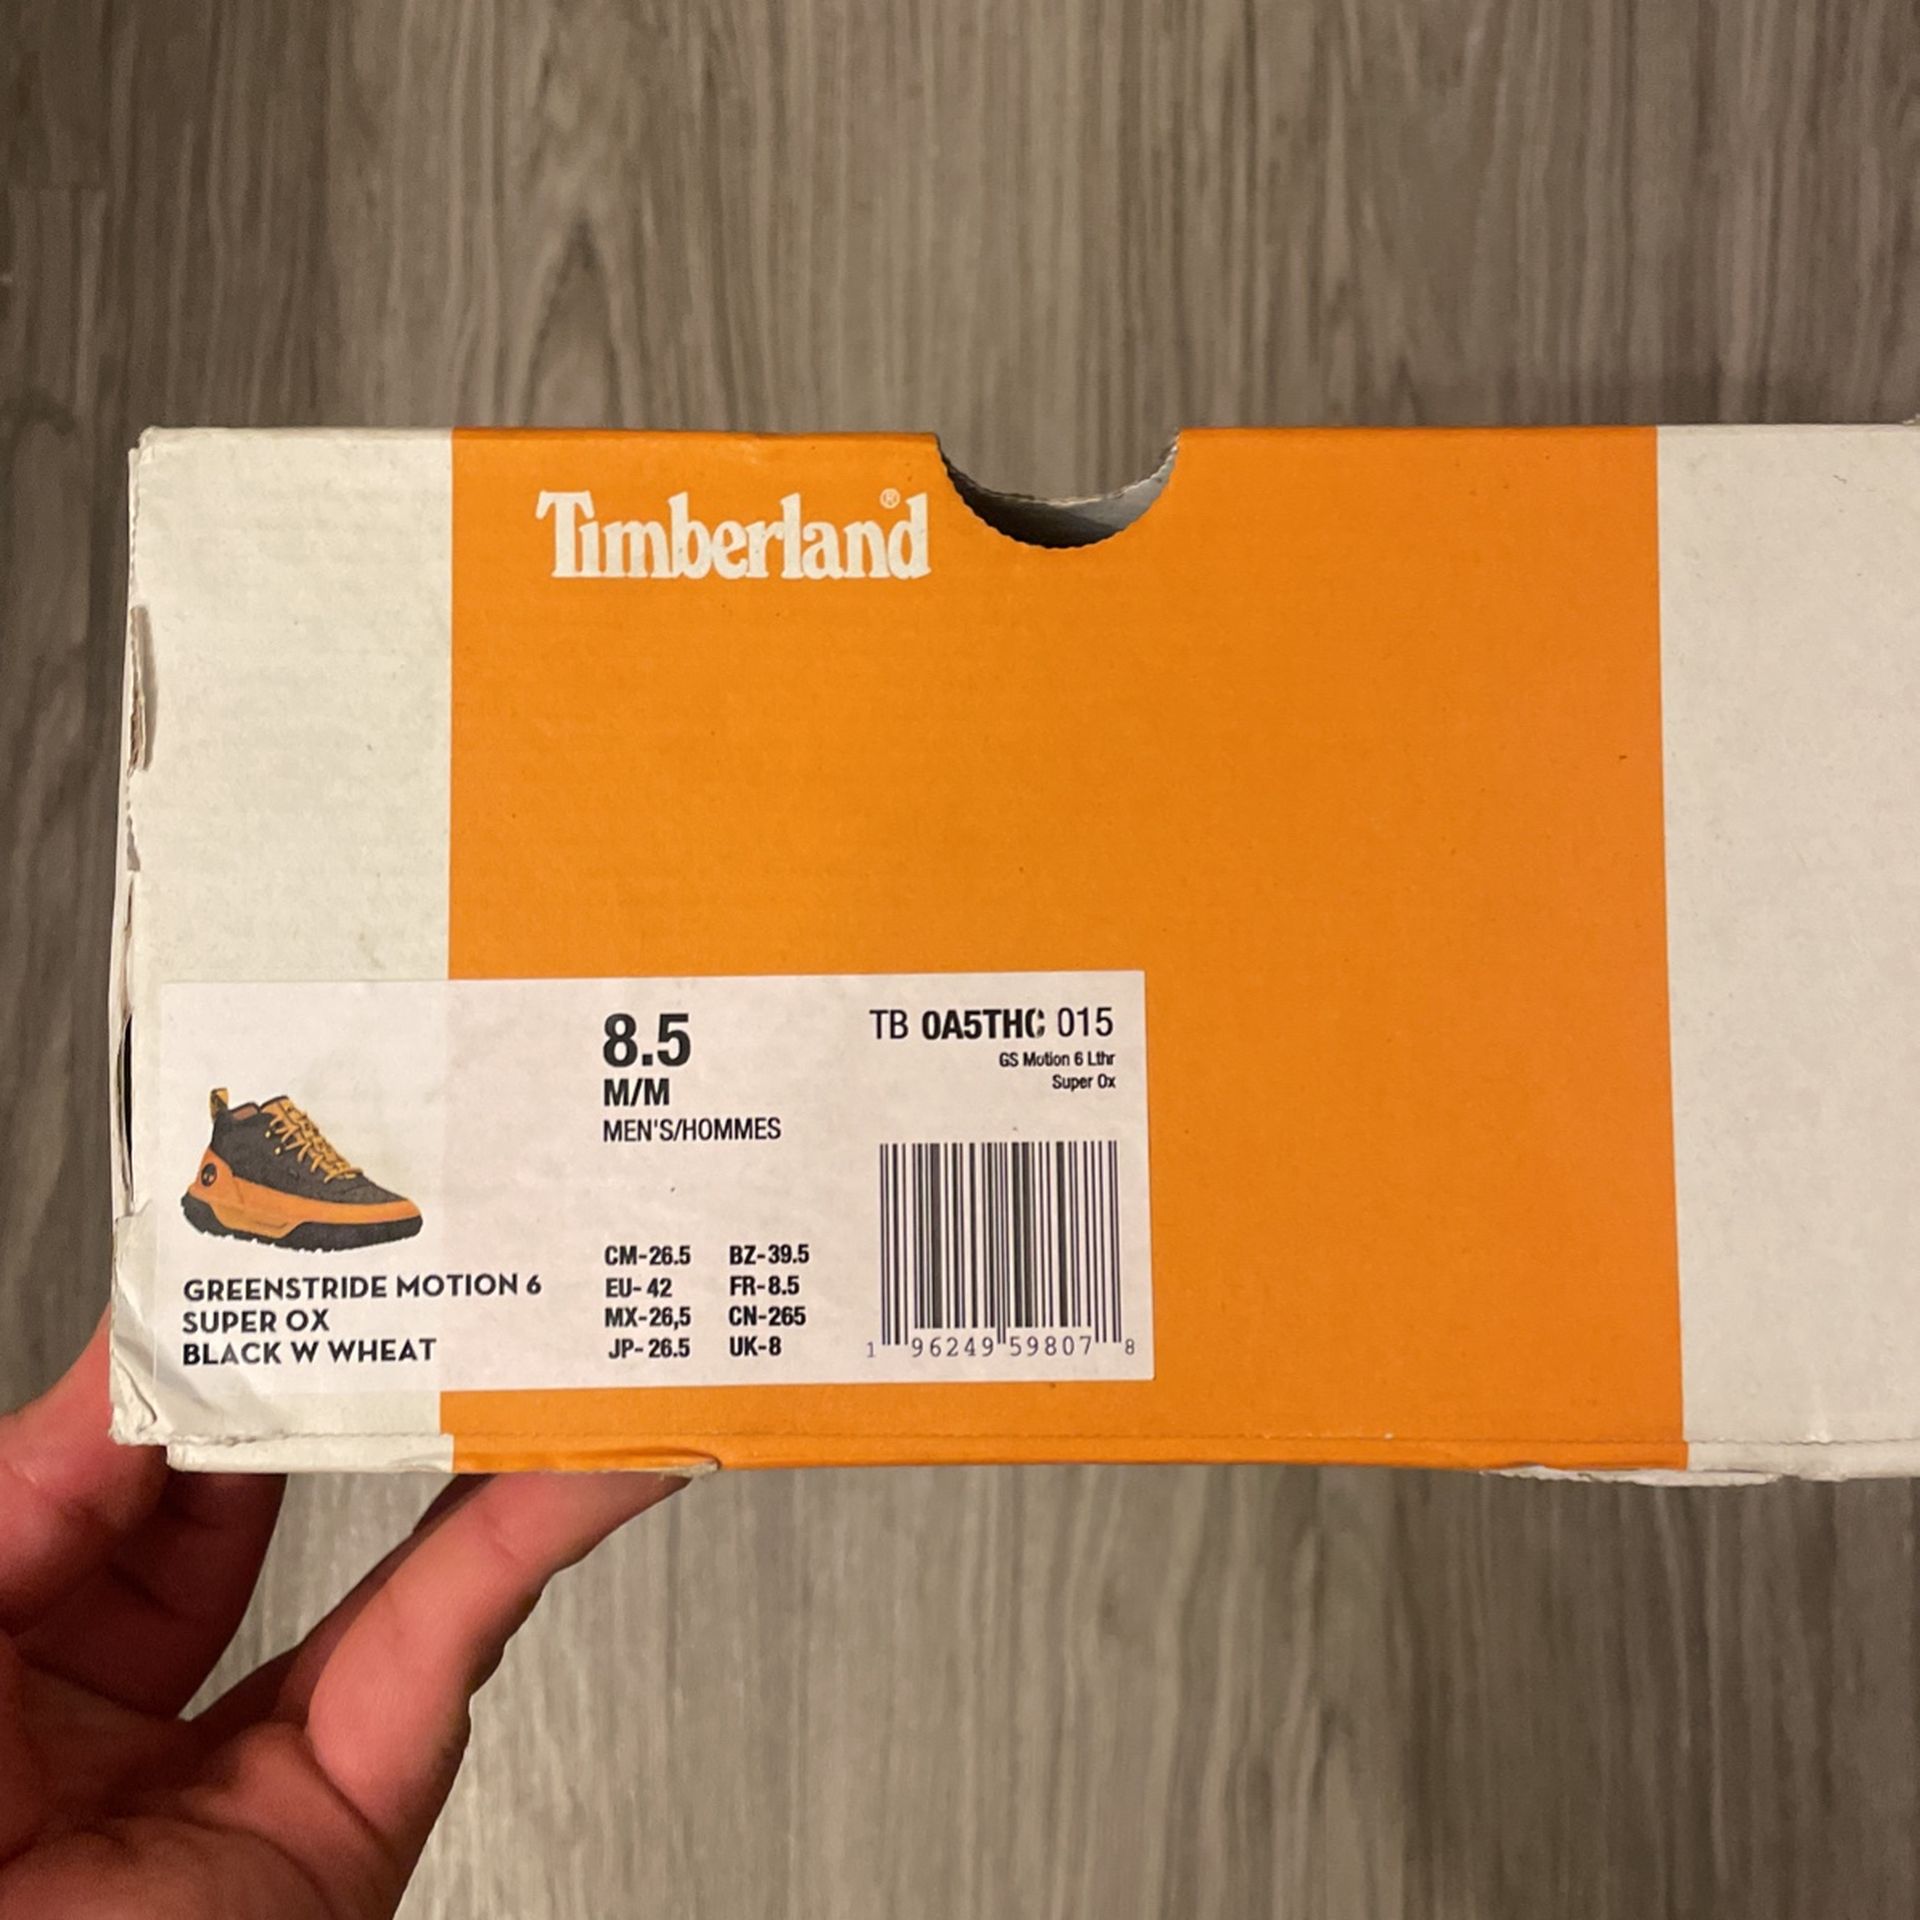 Timberland®
8.5
M/M
MEN'S/HOMMES
TB 0A5THC 015
GS Motion 6 Lthr
Super Ox
GREENSTRIDE MOTION 6
SUPER OX
BLACK W WHEAT
CM-26.5 BZ-39.5
EU-42 FR-8.5
MX-26,5 CN-265
JP-26.5 UK-8
1 96249 59807 8